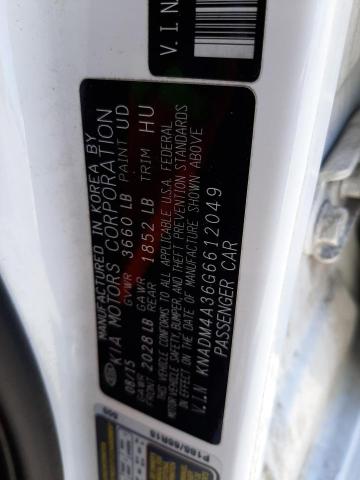 V.I.N.
MANUFACTURED IN KOREA BY
KIA MOTORS CORPORATION
08/15 GVWR 3660 LB PAINT UD
GAWR FRONT 2028 LB GAWR REAR 1852 LB TRIM HU
THIS VEHICLE CONFORMS TO ALL APPLICABLE U.S.A. FEDERAL
MOTOR VEHICLE SAFETY, BUMPER, AND THEFT PREVENTION STANDARDS
IN EFFECT ON THE DATE OF MANUFACTURE SHOWN ABOVE
V.I.N KNADM4A36G6612049
PASSENGER CAR